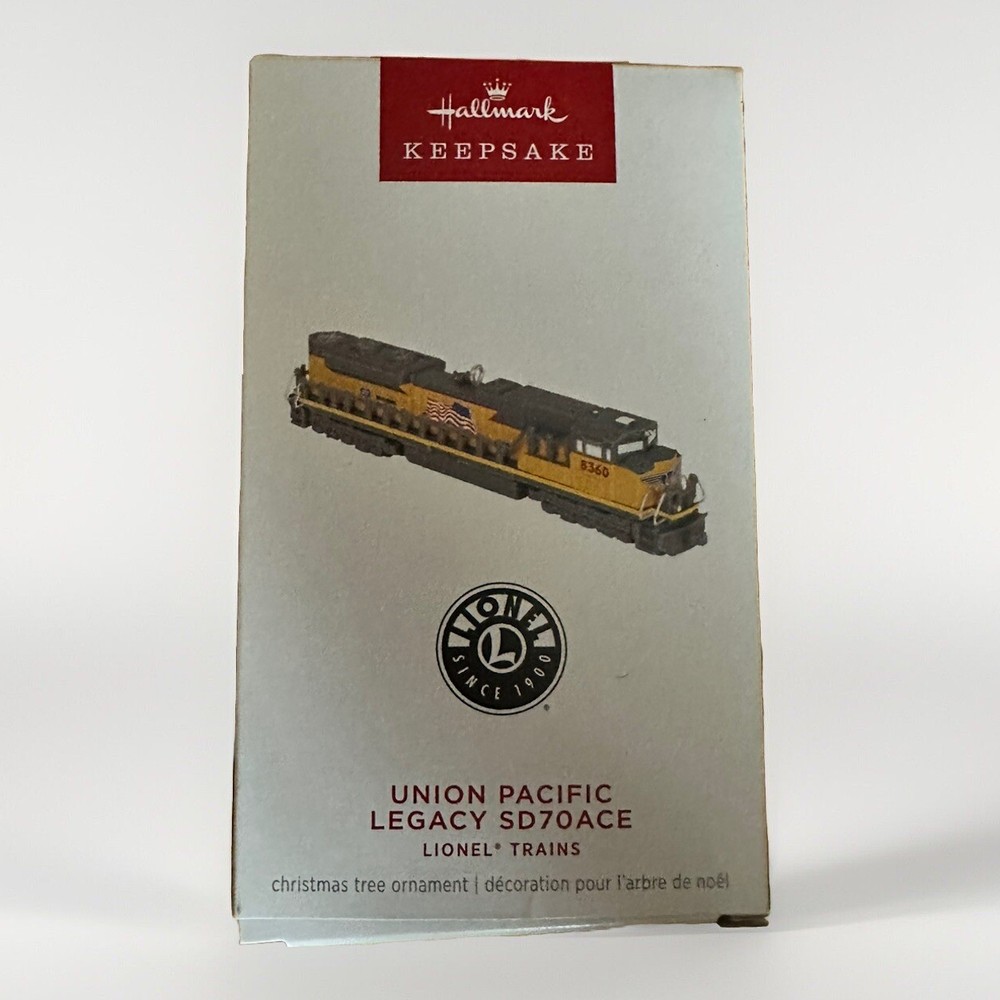 Hallmark
KEEPSAKE
8360
LIONEL
L
SINCE 1900
®
UNION PACIFIC
LEGACY SD70ACE
LIONEL® TRAINS
christmas tree ornament | décoration pour l'arbre de noël